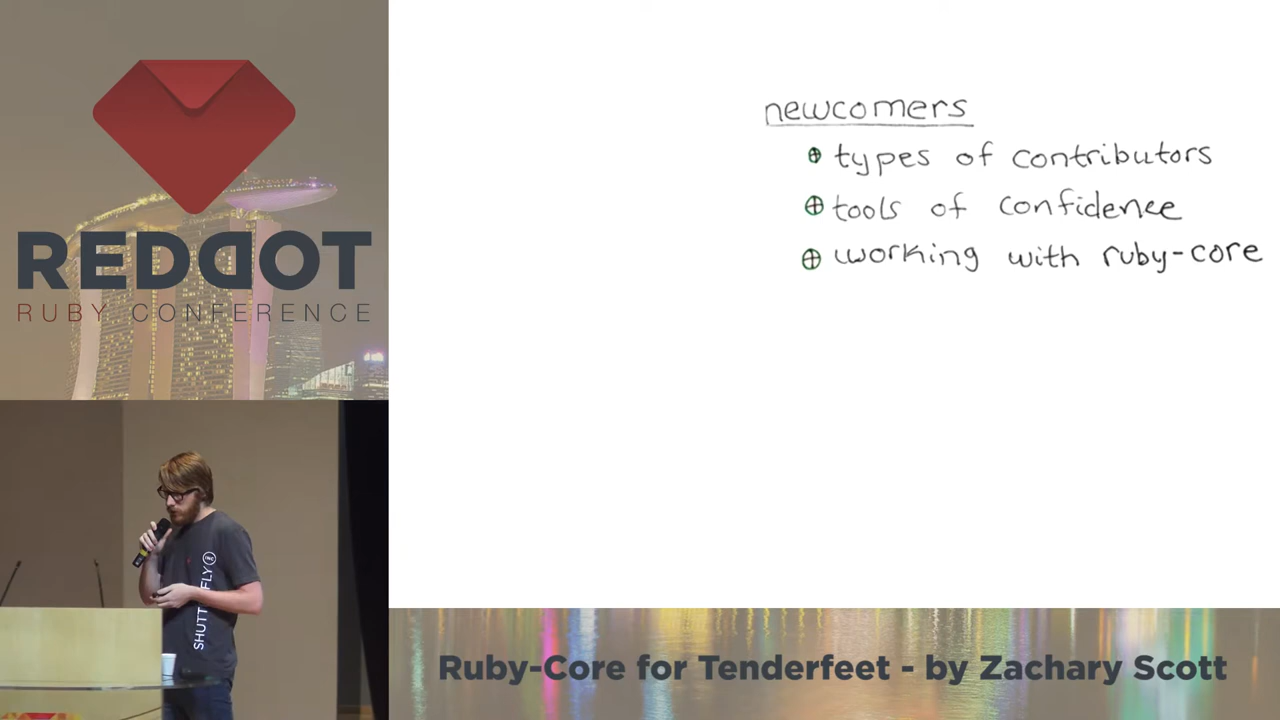 REDDOT
RUBY CONFERENCE
newcomers
types of contributors
tools of confidence
working with ruby-core
INC
Ruby-Core for Tenderfeet - by Zachary Scott